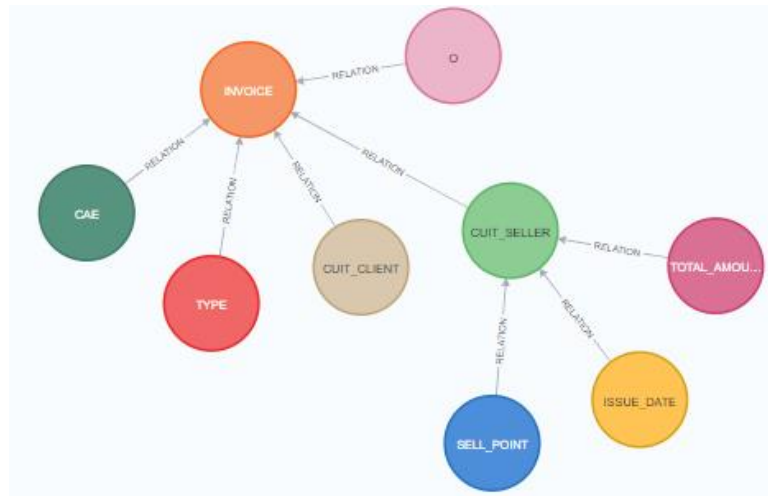 O
RELATION
INVOICE
RELATION
RELATION
RELATION
RELATION
CAE
CUIT_SELLER
CUIT_CLIENT
RELATION
TOTAL_AMOU...
TYPE
RELATION
RELATION
ISSUE_DATE
SELL_POINT